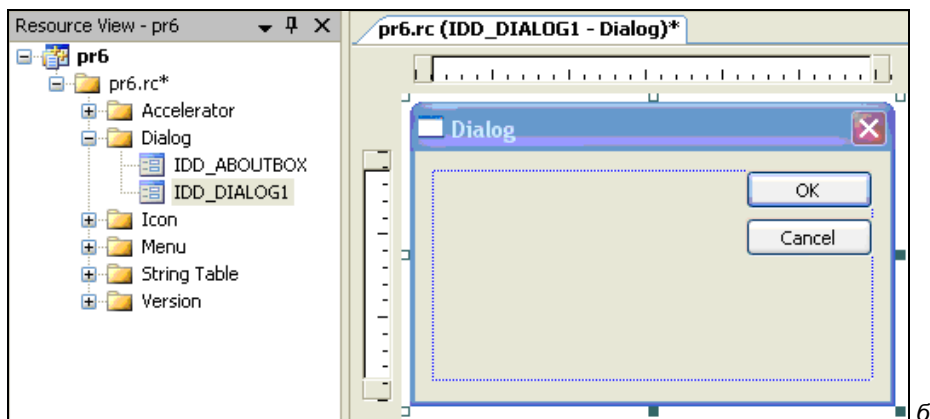 Resource View - pr6
pr6
pr6.rc*
Accelerator
Dialog
IDD_ABOUTBOX
IDD_DIALOG1
Icon
Menu
String Table
Version
pr6.rc (IDD_DIALOG1 - Dialog)*
Dialog
OK
Cancel
б